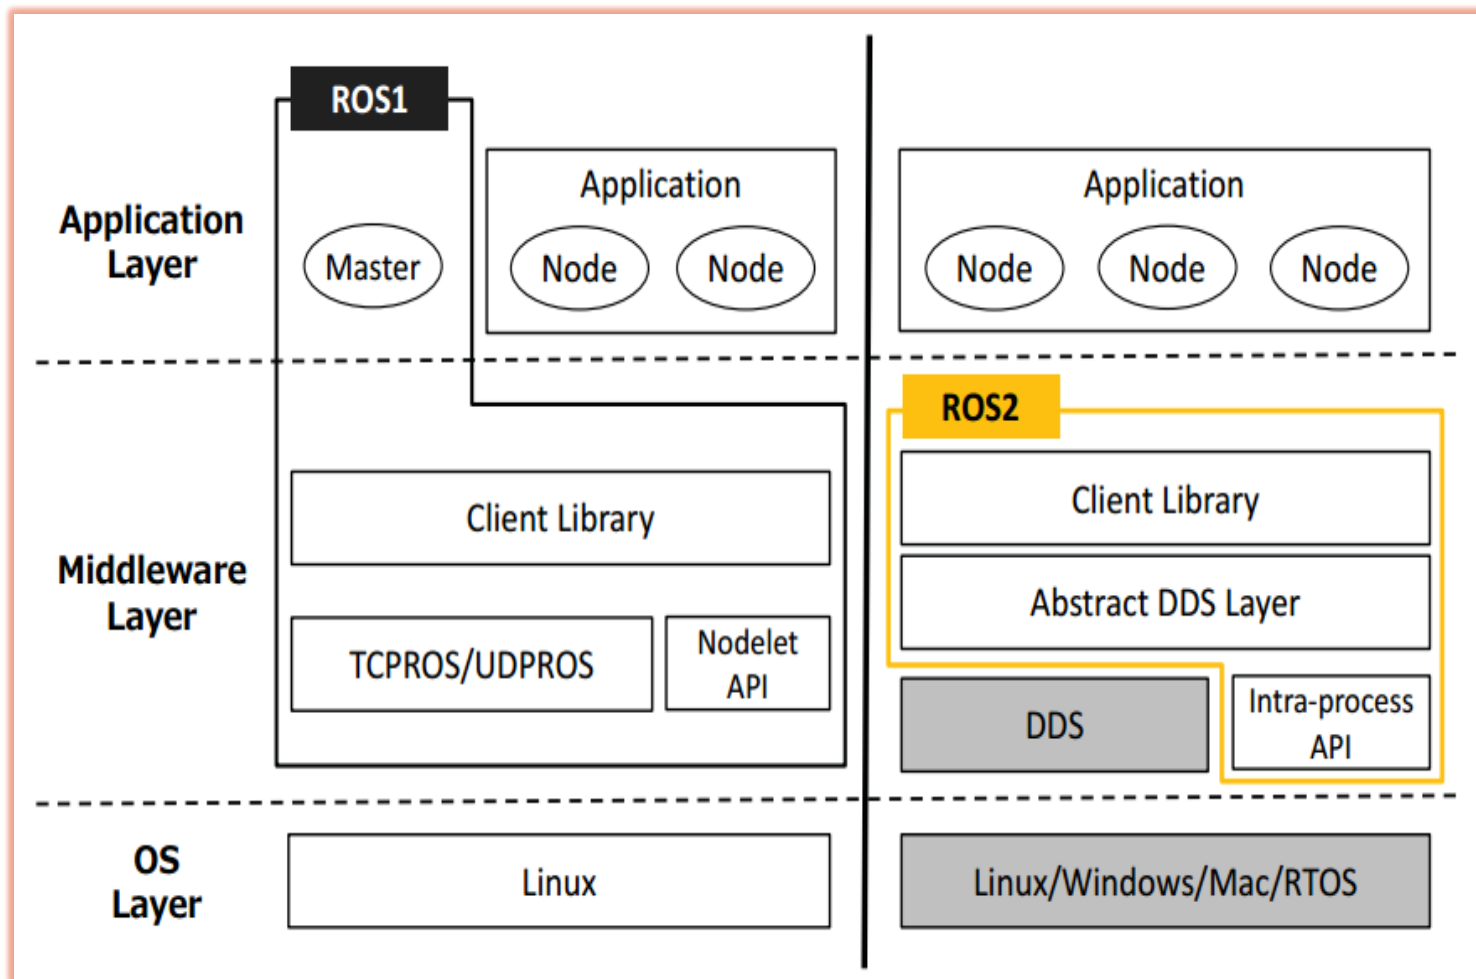 ROS1
Application
Application
Application
Layer
Master
Node
Node
Node
Node
Node
ROS2
Client Library
Client Library
Middleware
Layer
Abstract DDS Layer
TCPROS/UDPROS
Nodelet
API
DDS
Intra-process
API
OS
Layer
Linux
Linux/Windows/Mac/RTOS